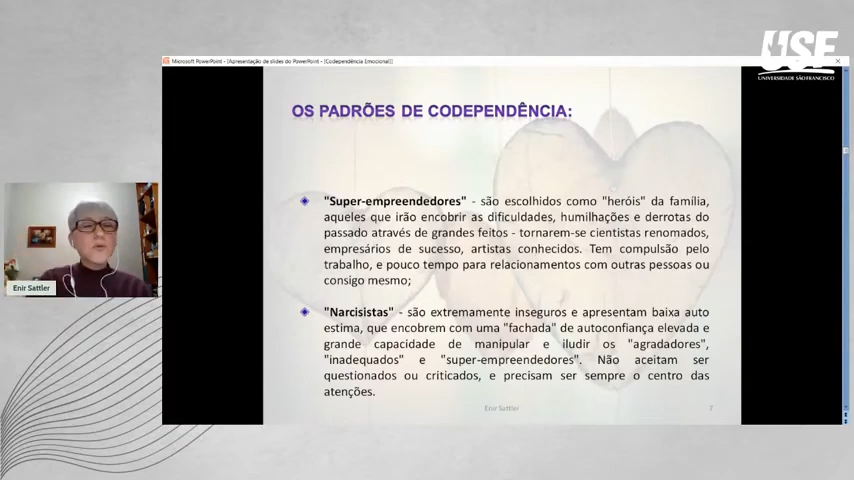 USF
UNIVERSIDADE SÃO FRANCISCO
Microsoft PowerPoint - [Apresentação de slides do PowerPoint - [Codependência Emocional]]
OS PADRÕES DE CODEPENDÊNCIA:
"Super-empreendedores" - são escolhidos como "heróis" da família,
aqueles que irão encobrir as dificuldades, humilhações e derrotas do
passado através de grandes feitos - tornarem-se cientistas renomados,
empresários de sucesso, artistas conhecidos. Tem compulsão pelo
trabalho, e pouco tempo para relacionamentos com outras pessoas ou
consigo mesmo;
"Narcisistas" - são extremamente inseguros e apresentam baixa auto
estima, que encobrem com uma "fachada" de autoconfiança elevada e
grande capacidade de manipular e iludir os "agradadores",
"inadequados" e "super-empreendedores". Não aceitam ser
questionados ou criticados, e precisam ser sempre o centro das
atenções.
Enir Sattler
7
Enir Sattler